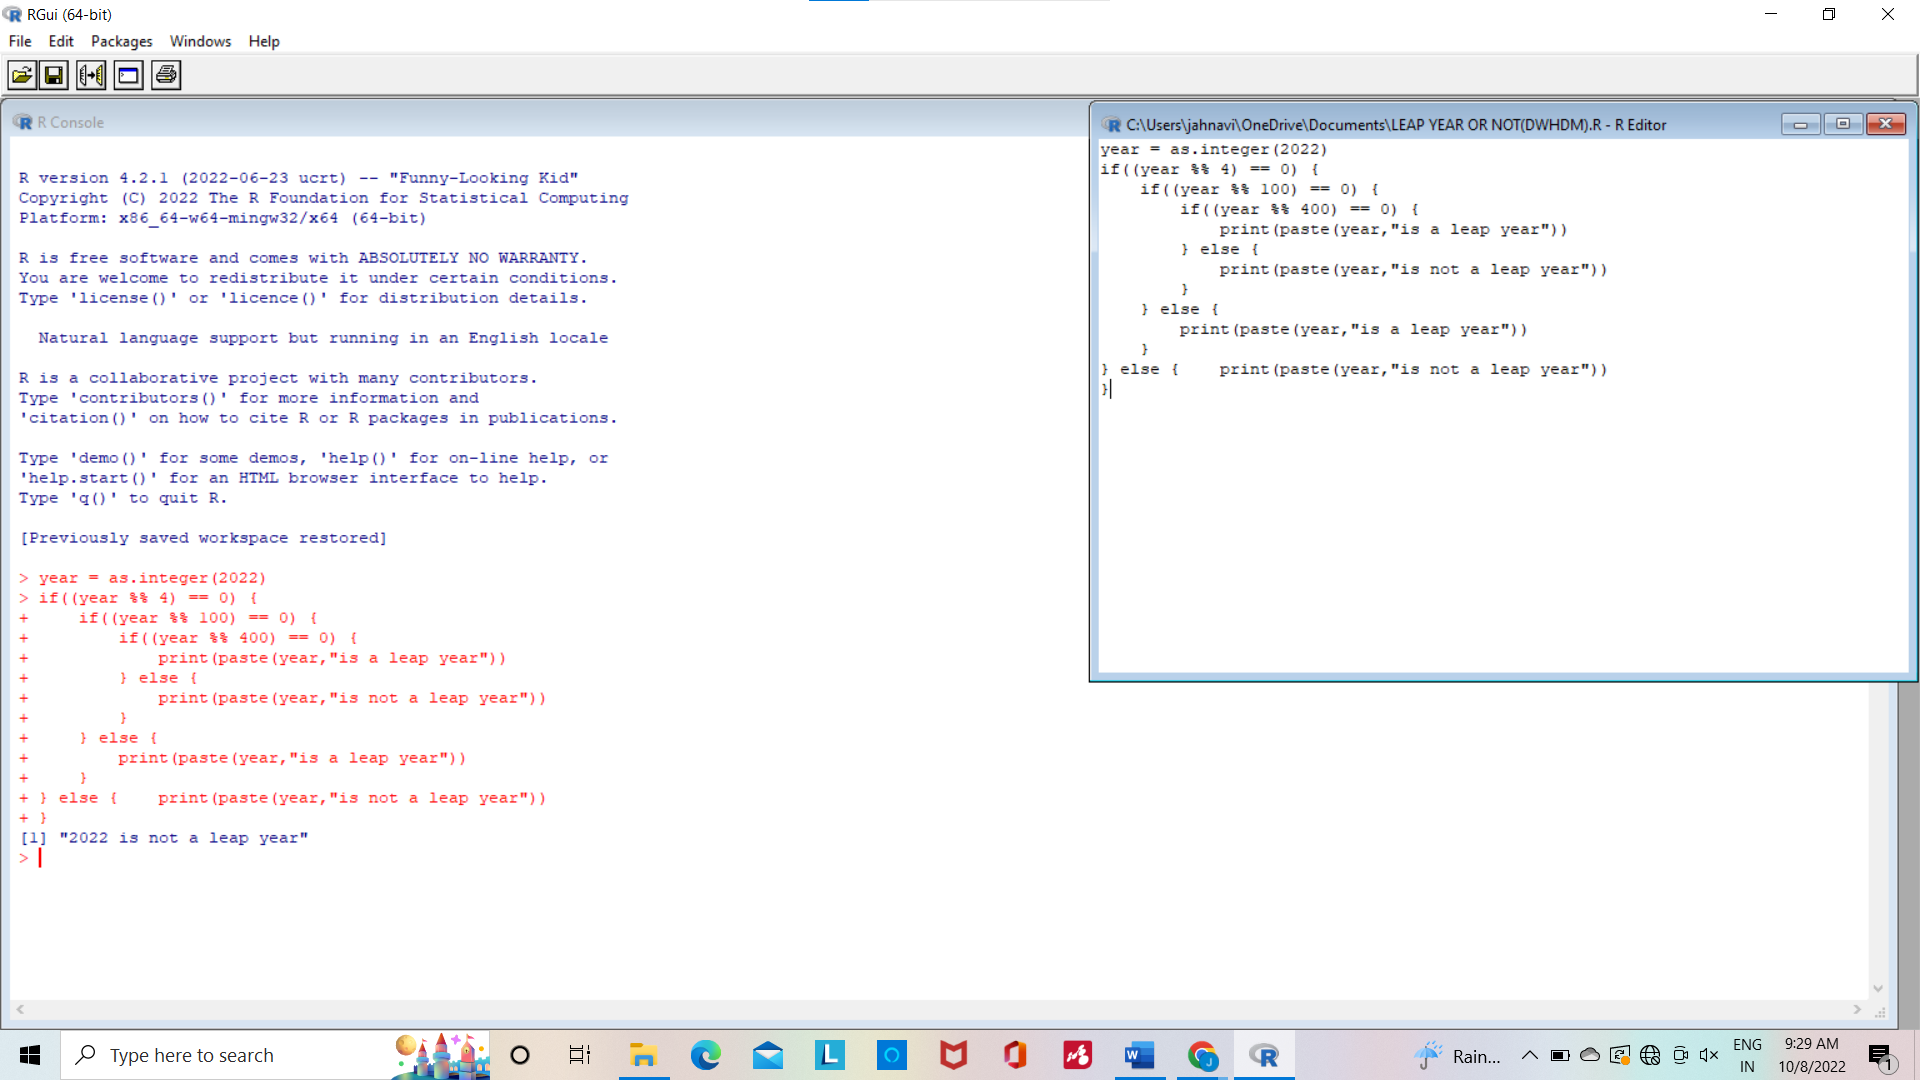 RGui (64-bit)
File Edit Packages Windows Help
R Console
R version 4.2.1 (2022-06-23 ucrt) -- "Funny-Looking Kid"
Copyright (C) 2022 The R Foundation for Statistical Computing
Platform: x86_64-w64-mingw32/x64 (64-bit)
R is free software and comes with ABSOLUTELY NO WARRANTY.
You are welcome to redistribute it under certain conditions.
Type 'license()' or 'licence()' for distribution details.
Natural language support but running in an English locale
R is a collaborative project with many contributors.
Type 'contributors()' for more information and
'citation()' on how to cite R or R packages in publications.
Type 'demo()' for some demos, 'help()' for on-line help, or
'help.start()' for an HTML browser interface to help.
Type 'q()' to quit R.
[Previously saved workspace restored]
> year = as.integer(2022)
> if((year %% 4) == 0) {
+     if((year %% 100) == 0) {
+         if((year %% 400) == 0) {
+             print(paste(year,"is a leap year"))
+         } else {
+             print(paste(year,"is not a leap year"))
+         }
+     } else {
+         print(paste(year,"is a leap year"))
+     }
+ } else {    print(paste(year,"is not a leap year"))
+ }
[1] "2022 is not a leap year"
>
C:\Users\jahnavi\OneDrive\Documents\LEAP YEAR OR NOT(DWHDM).R - R Editor
year = as.integer(2022)
if((year %% 4) == 0) {
    if((year %% 100) == 0) {
        if((year %% 400) == 0) {
            print(paste(year,"is a leap year"))
        } else {
            print(paste(year,"is not a leap year"))
        }
    } else {
        print(paste(year,"is a leap year"))
    }
} else {    print(paste(year,"is not a leap year"))
}
Type here to search
Rain...
ENG
IN
9:29 AM
10/8/2022
1